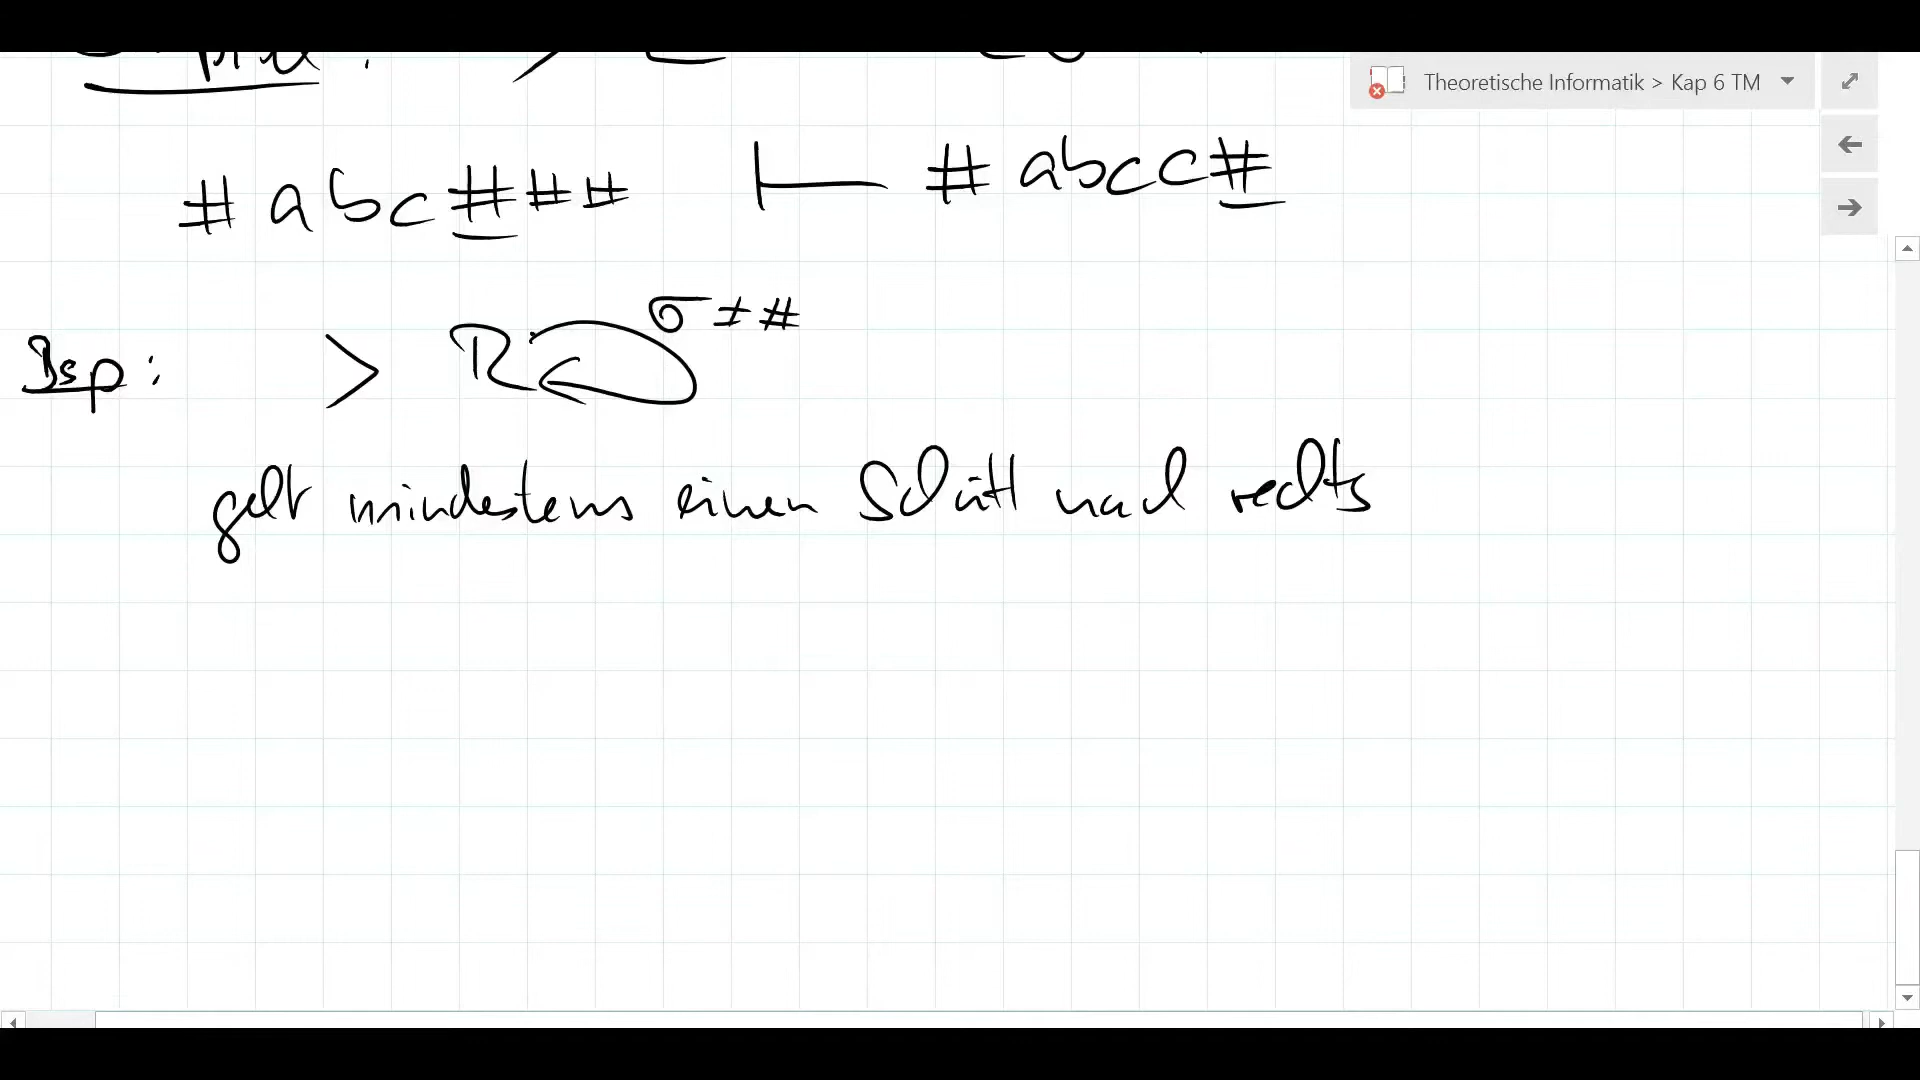 Theoretische Informatik > Kap 6 TM
#abc### ⊢ #abcc#
σ≠#
Bsp: > R
geht mindestens einen Schritt nach rechts